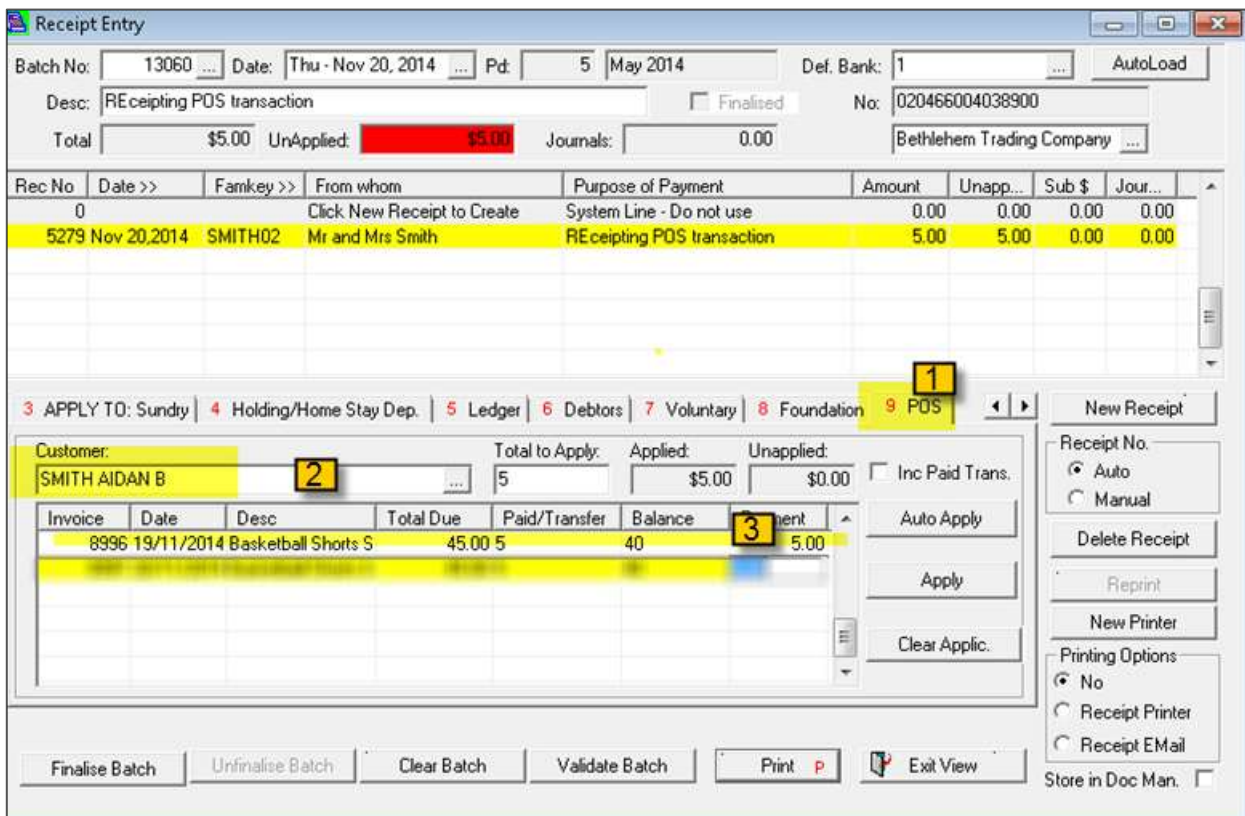 Receipt Entry
Batch No: 13060 ... Date: Thu - Nov 20, 2014 ... Pd: 5 May 2014 Def. Bank: 1 ... AutoLoad
Desc: REceipting POS transaction Finalised No: 020466004038900
Total $5.00 UnApplied: $5.00 Journals: 0.00 Bethlehem Trading Company ...
Rec No Date >> Famkey >> From whom Purpose of Payment Amount Unapp... Sub $ Jour...
0 Click New Receipt to Create System Line - Do not use 0.00 0.00 0.00 0.00
5279 Nov 20,2014 SMITH02 Mr and Mrs Smith REceipting POS transaction 5.00 5.00 0.00 0.00
1
3 APPLY TO: Sundry 4 Holding/Home Stay Dep. 5 Ledger 6 Debtors 7 Voluntary 8 Foundation 9 POS New Receipt
Customer: Total to Apply: Applied: Unapplied: Receipt No.
SMITH AIDAN B 2 ... 5 $5.00 $0.00 Inc Paid Trans. Auto
Manual
Invoice Date Desc Total Due Paid/Transfer Balance 3 Auto Apply
8996 19/11/2014 Basketball Shorts S 45.00 5 40 5.00 Delete Receipt
Apply Reprint
New Printer
Clear Applic. Printing Options
No
Receipt Printer
Receipt EMail
Finalise Batch Unfinalise Batch Clear Batch Validate Batch Print P Exit View
Store in Doc Man.